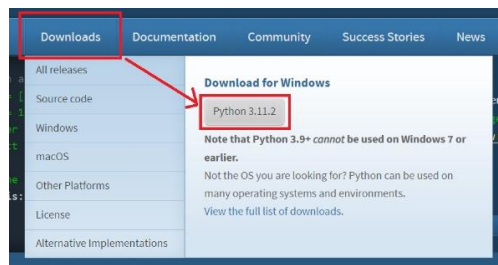 Downloads Documentation Community Success Stories News
All releases
Source code
Windows
macOS
Other Platforms
License
Alternative Implementations
Download for Windows
Python 3.11.2
Note that Python 3.9+ cannot be used on Windows 7 or
earlier.
Not the OS you are looking for? Python can be used on
many operating systems and environments.
View the full list of downloads.